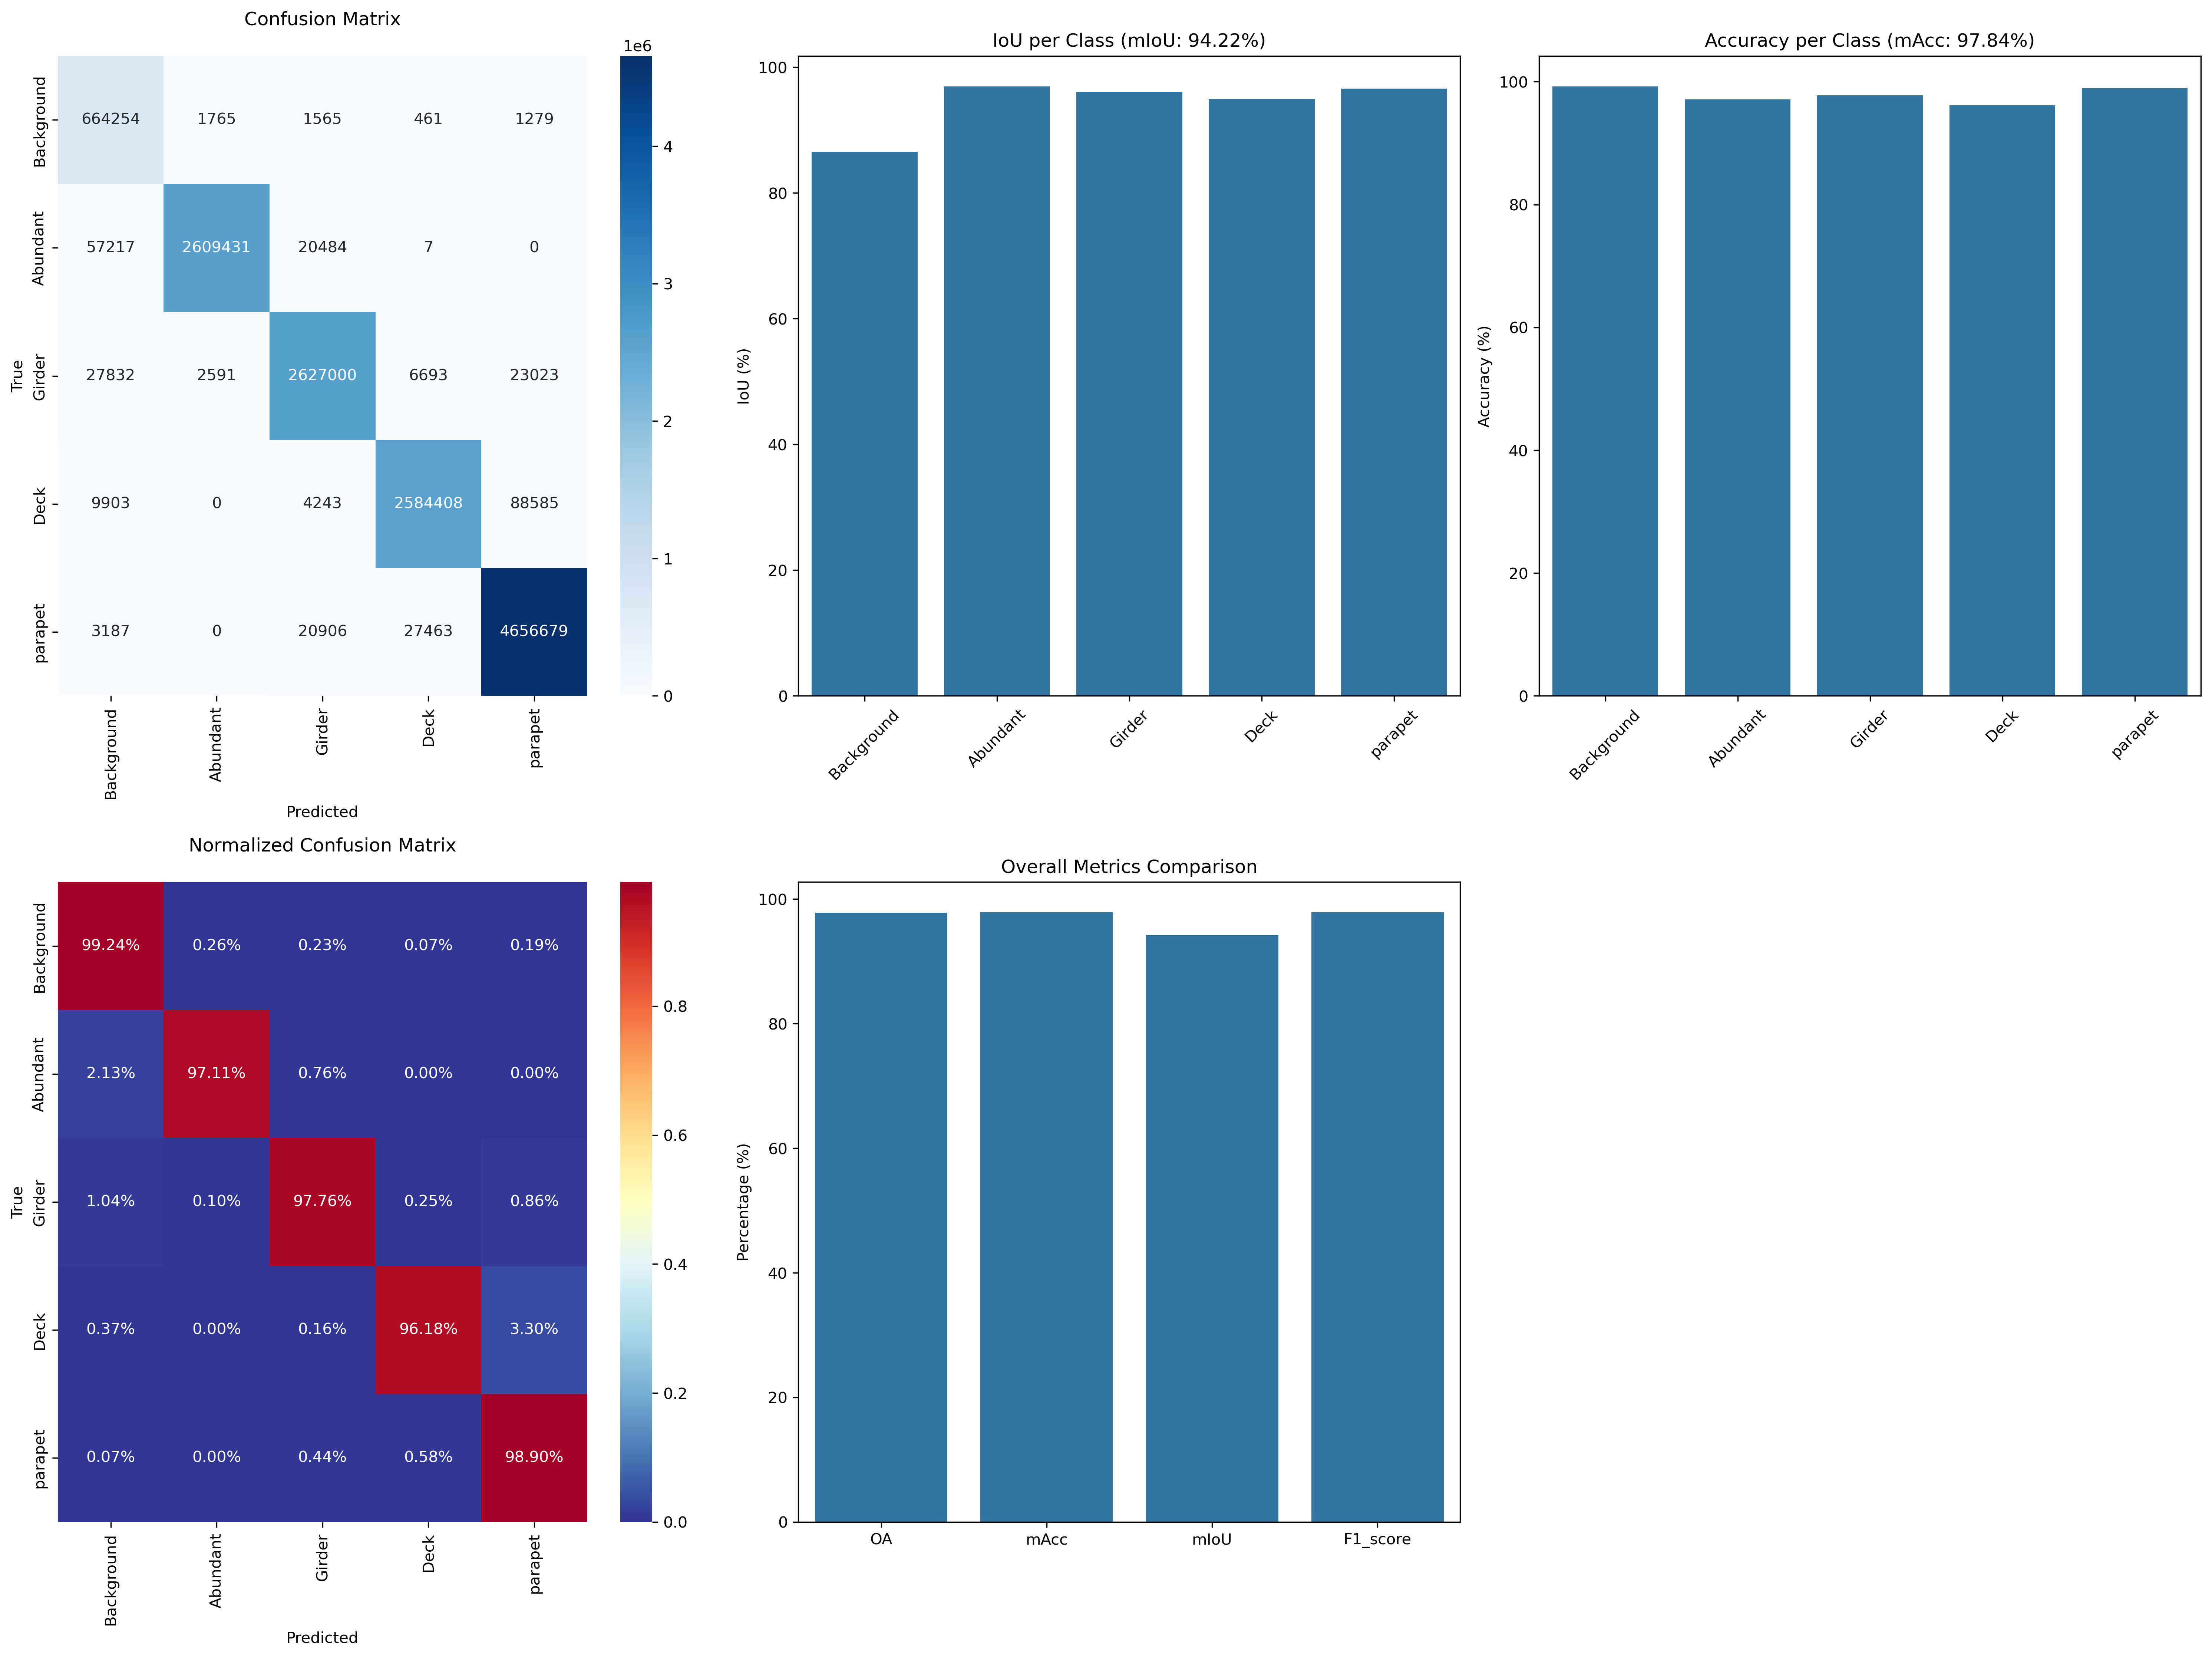 Confusion Matrix
1e6
True
Background
Abundant
Girder
Deck
parapet
664254 1765 1565 461 1279
57217 2609431 20484 7 0
27832 2591 2627000 6693 23023
9903 0 4243 2584408 88585
3187 0 20906 27463 4656679
4
3
2
1
0
Background Abundant Girder Deck parapet
Predicted
IoU per Class (mIoU: 94.22%)
IoU (%)
100
80
60
40
20
0
Background Abundant Girder Deck parapet
Accuracy per Class (mAcc: 97.84%)
Accuracy (%)
100
80
60
40
20
0
Background Abundant Girder Deck parapet
Normalized Confusion Matrix
True
Background
Abundant
Girder
Deck
parapet
99.24% 0.26% 0.23% 0.07% 0.19%
2.13% 97.11% 0.76% 0.00% 0.00%
1.04% 0.10% 97.76% 0.25% 0.86%
0.37% 0.00% 0.16% 96.18% 3.30%
0.07% 0.00% 0.44% 0.58% 98.90%
0.8
0.6
0.4
0.2
0.0
Background Abundant Girder Deck parapet
Predicted
Overall Metrics Comparison
Percentage (%)
100
80
60
40
20
0
OA mAcc mIoU F1_score